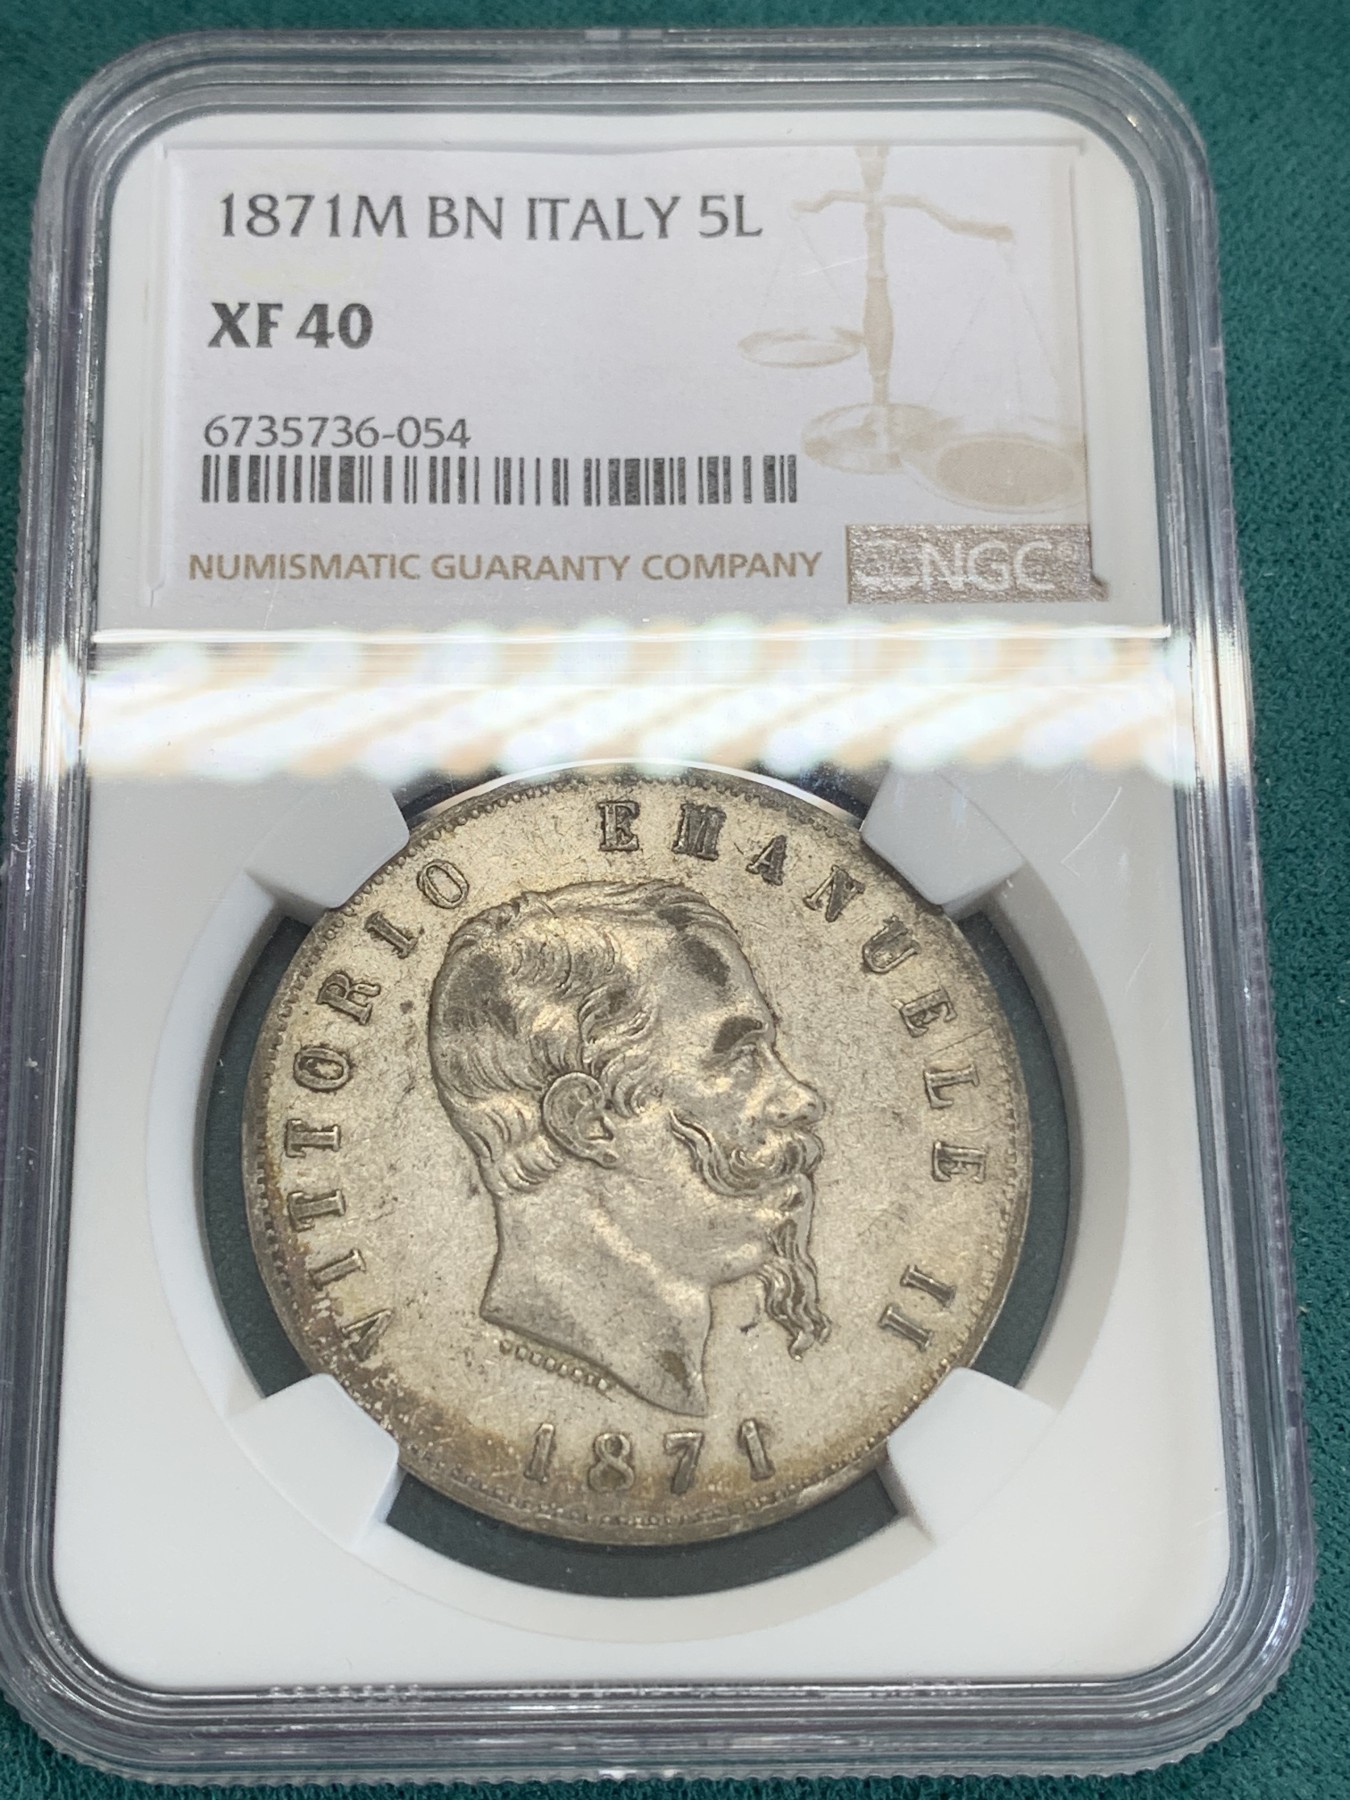 1871M BN ITALY 5L
XF 40
6735736-054
NUMISMATIC GUARANTY COMPANY
NGC®
VITTORIO EMANUELE II
1871